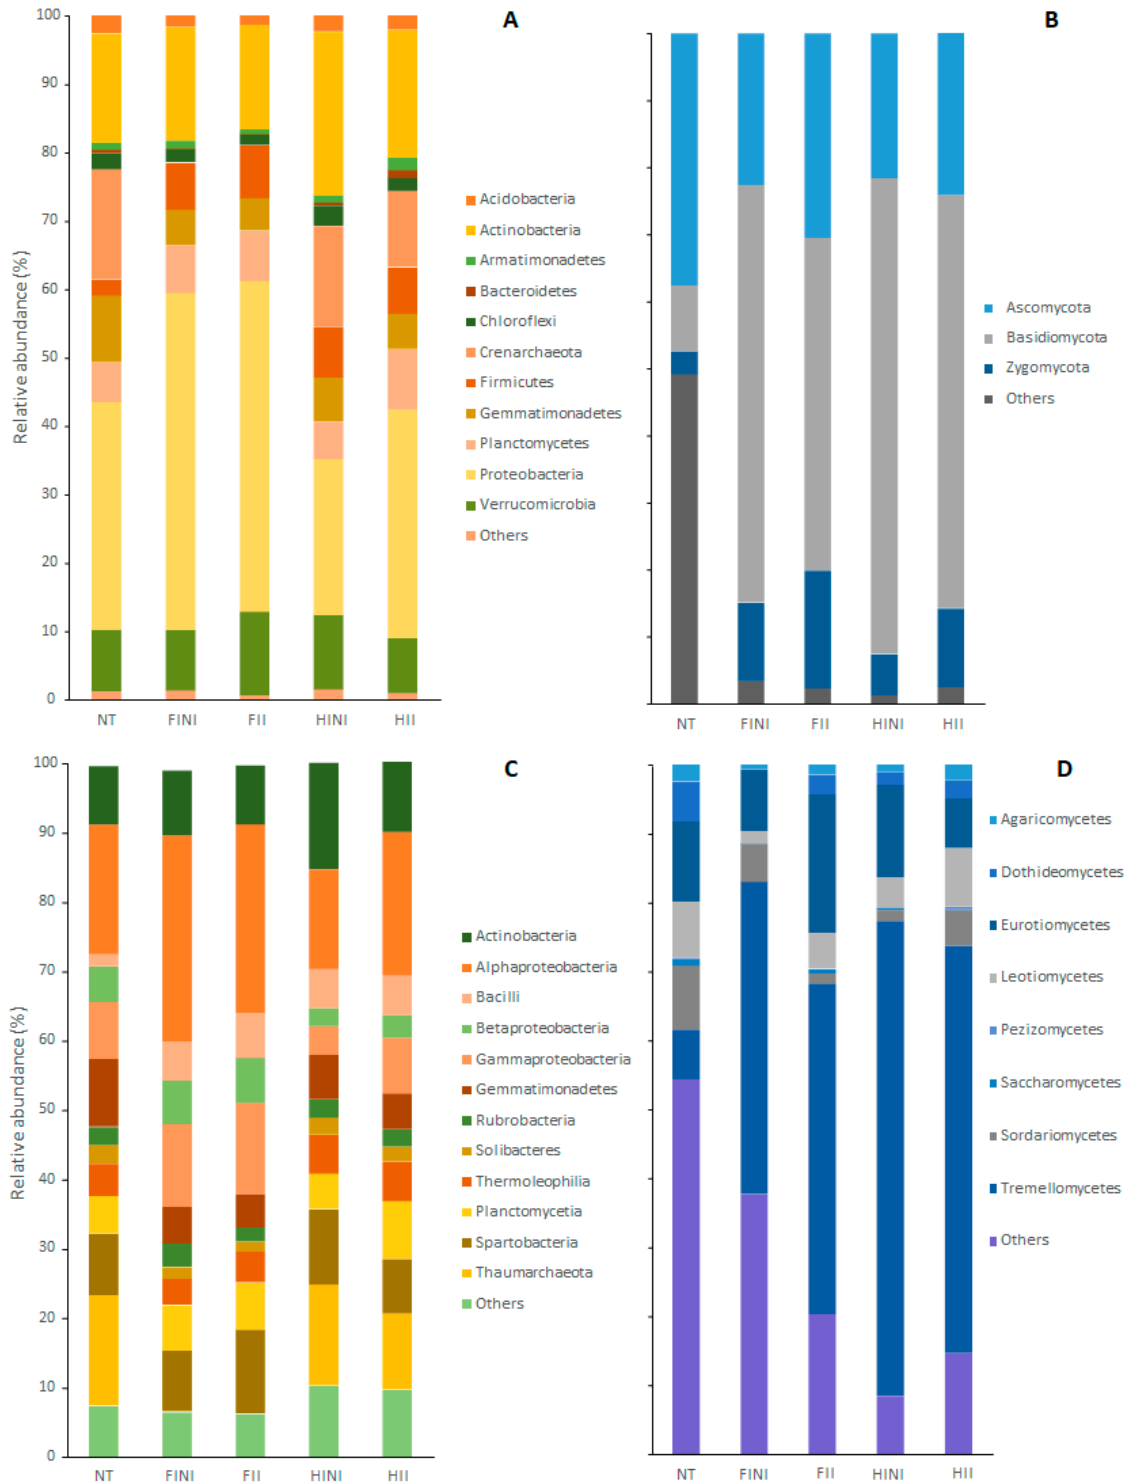 A
Relative abundance (%)
100
90
80
70
60
50
40
30
20
10
0
NT FINI FII HINI HII
Acidobacteria
Actinobacteria
Armatimonadetes
Bacteroidetes
Chloroflexi
Crenarchaeota
Firmicutes
Gemmatimonadetes
Planctomycetes
Proteobacteria
Verrucomicrobia
Others
B
NT FINI FII HINI HII
Ascomycota
Basidiomycota
Zygomycota
Others
C
Relative abundance (%)
100
90
80
70
60
50
40
30
20
10
0
NT FINI FII HINI HII
Actinobacteria
Alphaproteobacteria
Bacilli
Betaproteobacteria
Gammaproteobacteria
Gemmatimonadetes
Rubrobacteria
Solibacteres
Thermoleophilia
Planctomycetia
Spartobacteria
Thaumarchaeota
Others
D
NT FINI FII HINI HII
Agaricomycetes
Dothideomycetes
Eurotiomycetes
Leotiomycetes
Pezizomycetes
Saccharomycetes
Sordariomycetes
Tremellomycetes
Others